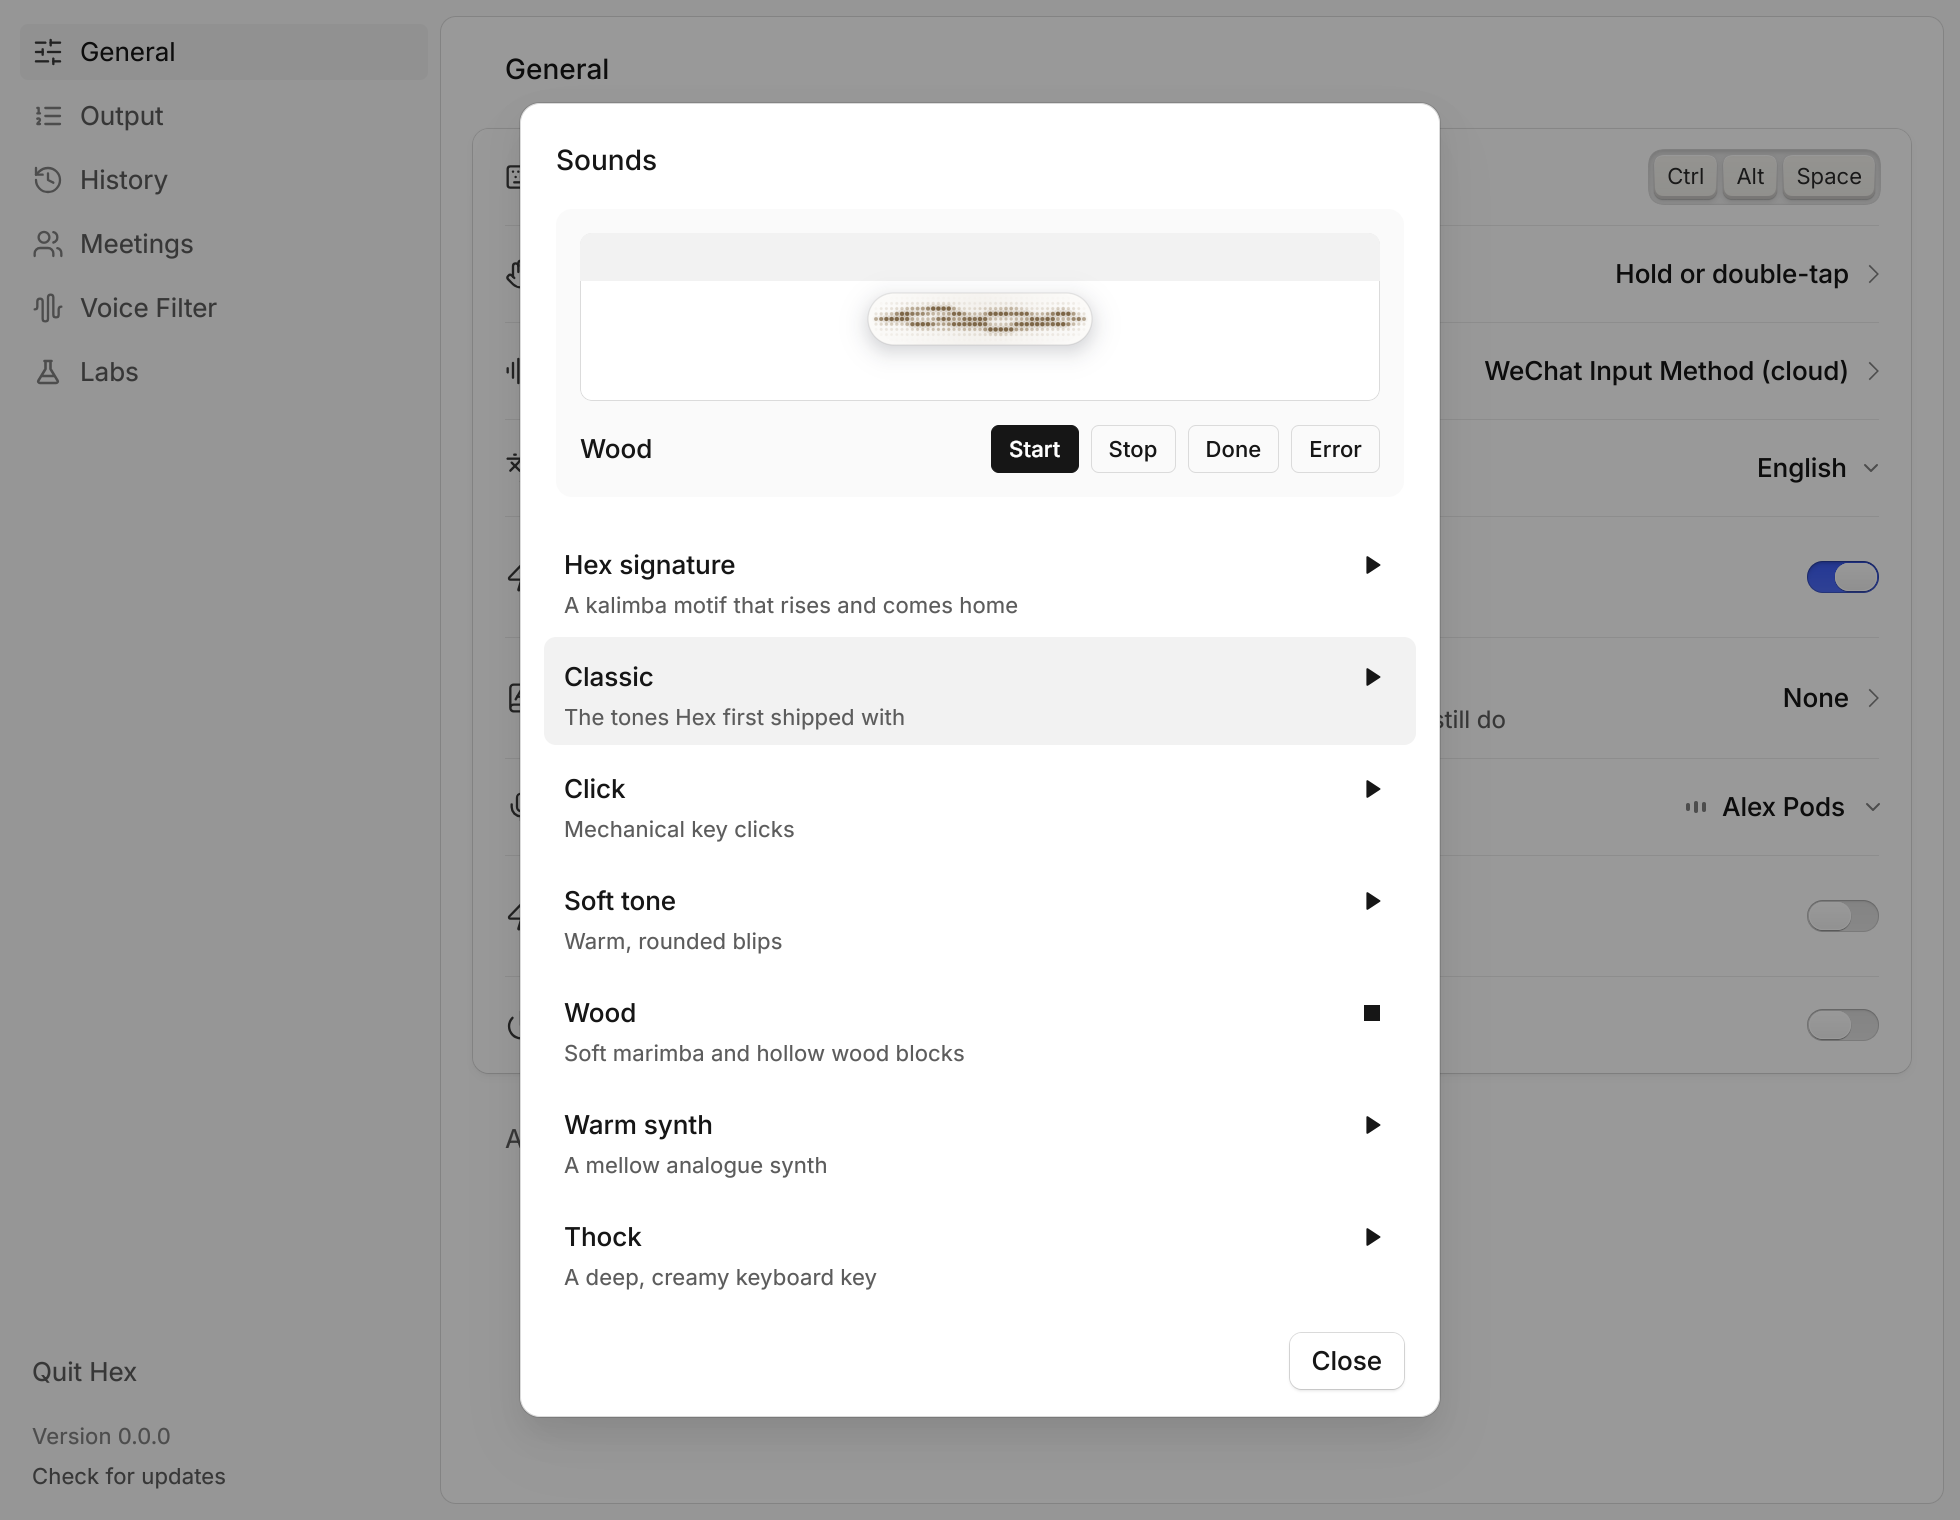 General
Output
History
Meetings
Voice Filter
Labs
Quit Hex
Version 0.0.0
Check for updates
General
Ctrl Alt Space
Hold or double-tap
WeChat Input Method (cloud)
English
None
still do
Alex Pods
Sounds
Wood
Start Stop Done Error
Hex signature
A kalimba motif that rises and comes home
Classic
The tones Hex first shipped with
Click
Mechanical key clicks
Soft tone
Warm, rounded blips
Wood
Soft marimba and hollow wood blocks
Warm synth
A mellow analogue synth
Thock
A deep, creamy keyboard key
Close